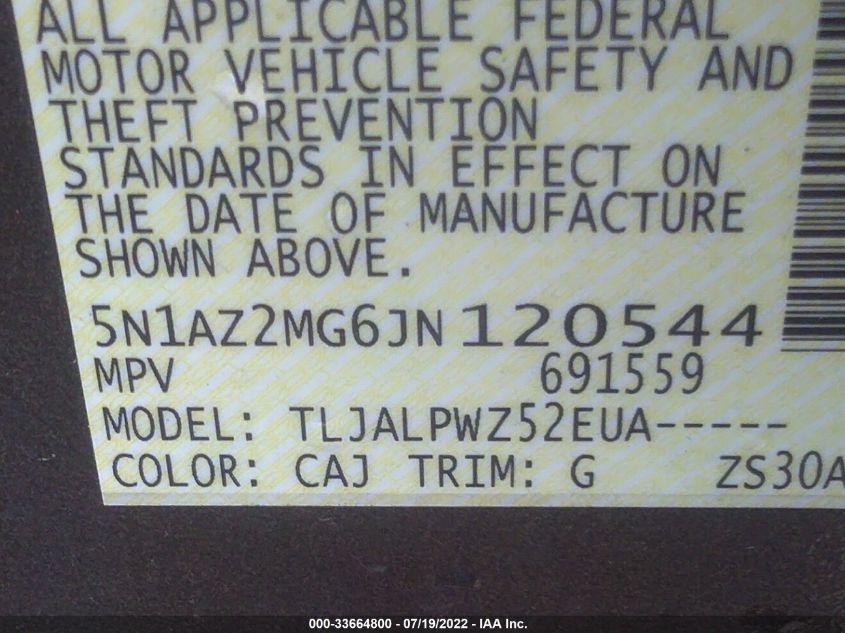 ALL APPLICABLE FEDERAL
MOTOR VEHICLE SAFETY AND
THEFT PREVENTION
STANDARDS IN EFFECT ON
THE DATE OF MANUFACTURE
SHOWN ABOVE.
5N1AZ2MG6JN120544
MPV 691559
MODEL: TLJALPWZ52EUA-----
COLOR: CAJ TRIM: G ZS30A
000-33664800 - 07/19/2022 - IAA Inc.